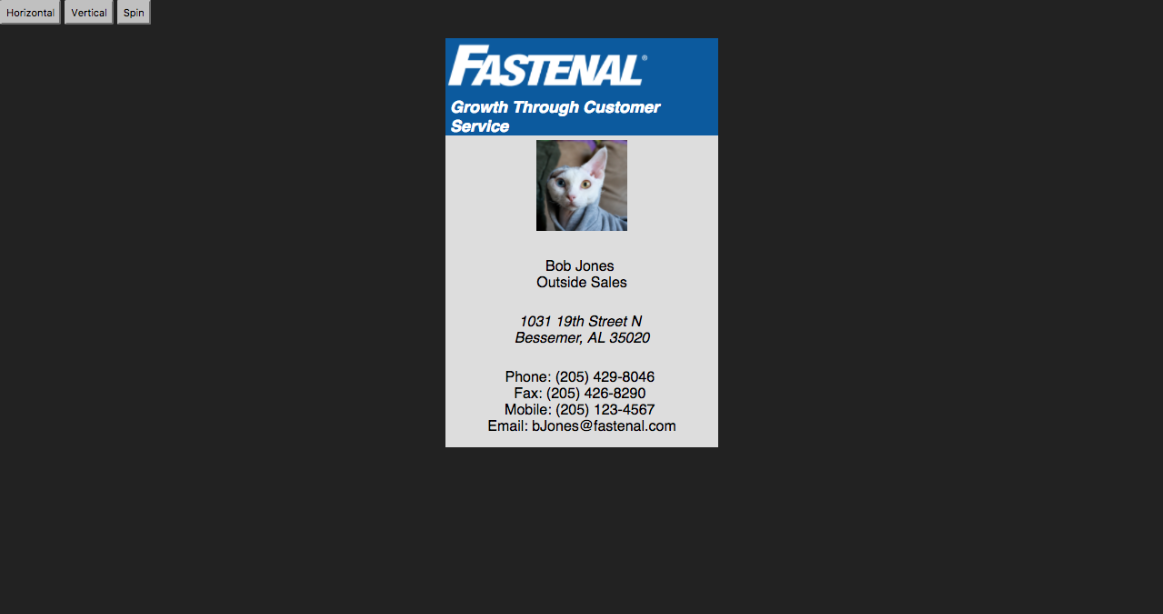 Horizontal Vertical Spin
FASTENAL®
Growth Through Customer
Service
Bob Jones
Outside Sales
1031 19th Street N
Bessemer, AL 35020
Phone: (205) 429-8046
Fax: (205) 426-8290
Mobile: (205) 123-4567
Email: bJones@fastenal.com